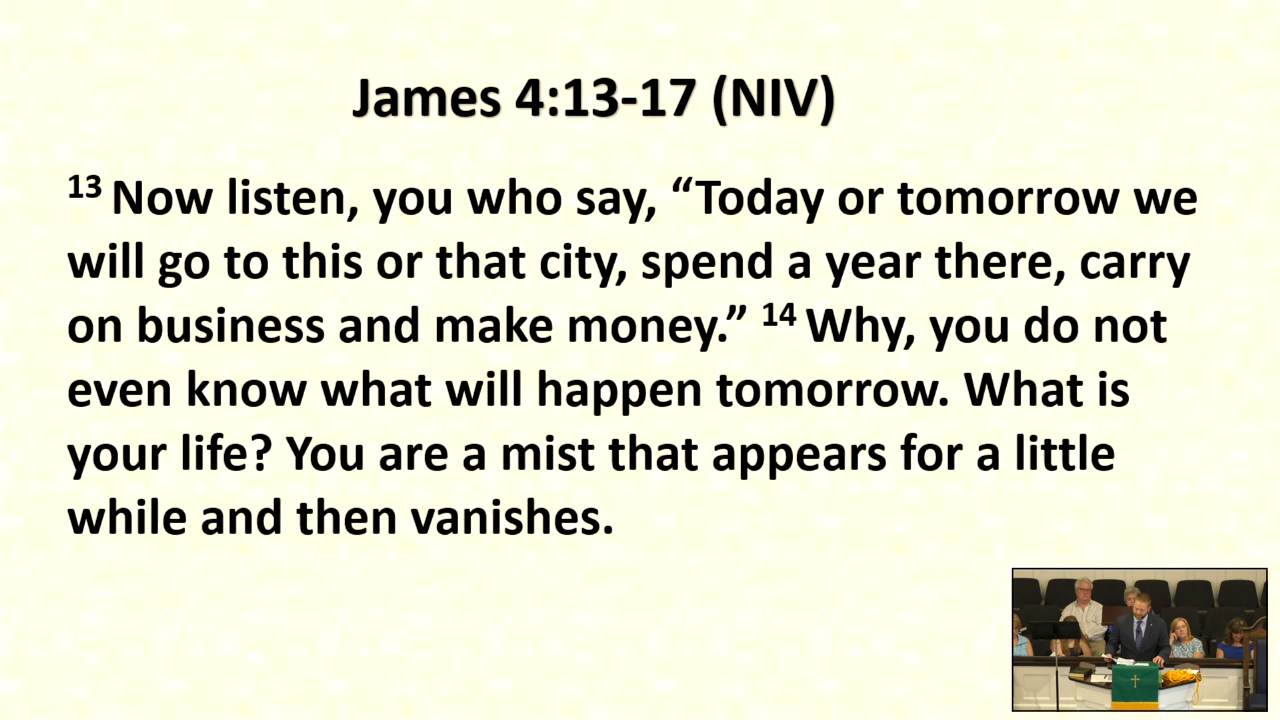 James 4:13-17 (NIV)
13 Now listen, you who say, “Today or tomorrow we
will go to this or that city, spend a year there, carry
on business and make money.” 14 Why, you do not
even know what will happen tomorrow. What is
your life? You are a mist that appears for a little
while and then vanishes.